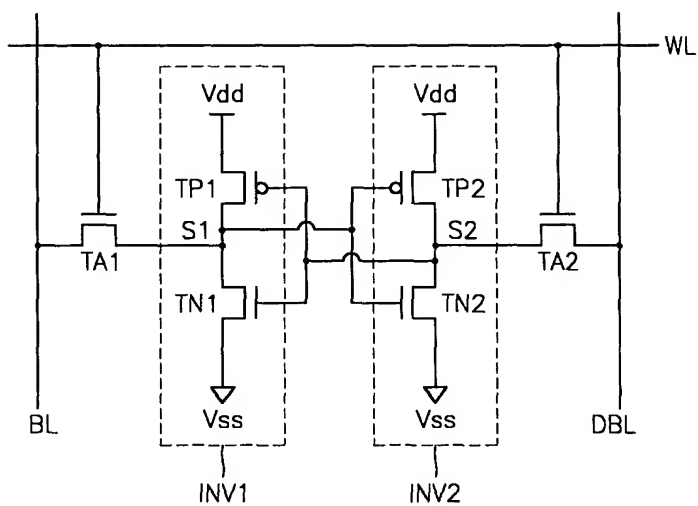 WL
Vdd
Vdd
TP1
TP2
S1
S2
TA1
TA2
TN1
TN2
Vss
Vss
BL
DBL
INV1
INV2